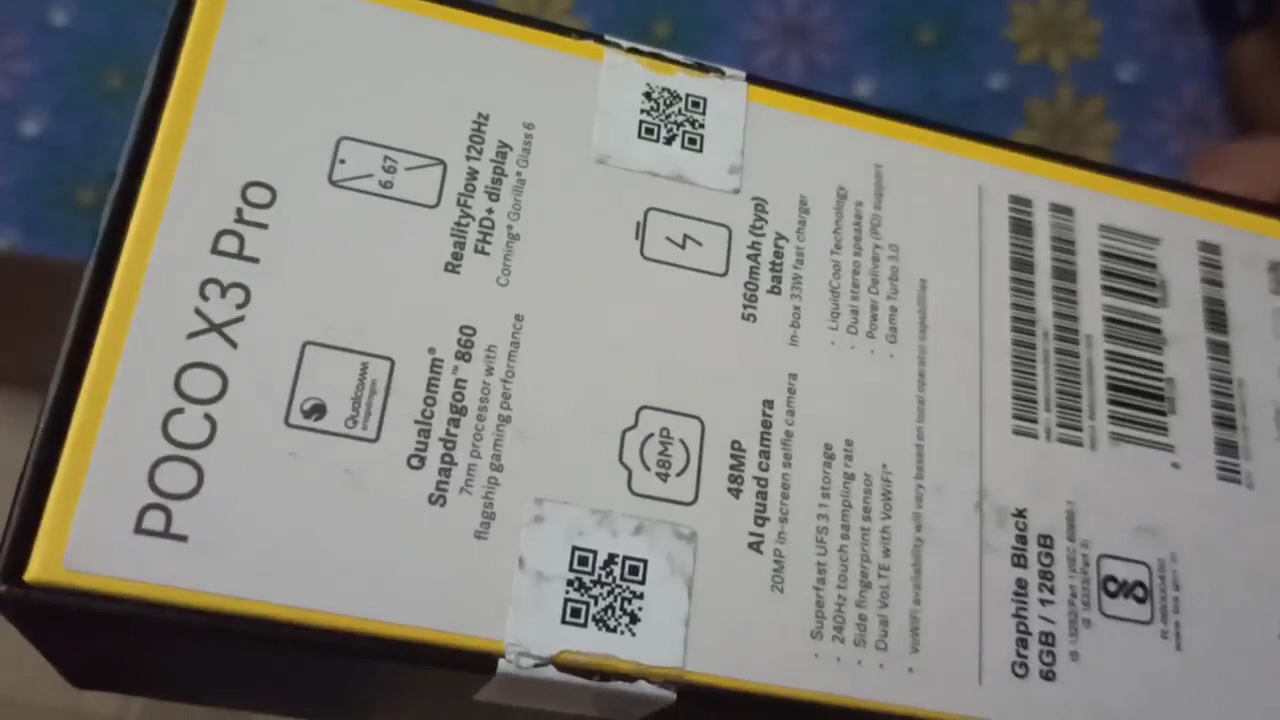 POCO X3 Pro
Qualcomm
snapdragon
Qualcomm®
Snapdragon™ 860
7nm processor with
flagship gaming performance
6.67
RealityFlow 120Hz
FHD+ display
Corning® Gorilla® Glass 6
48MP
48MP
AI quad camera
20MP in-screen selfie camera
5160mAh (typ)
battery
In-box 33W fast charger
· Superfast UFS 3.1 storage
· 240Hz touch sampling rate
· Side fingerprint sensor
· Dual VoLTE with VoWiFi*
· LiquidCool Technology
· Dual stereo speakers
· Power Delivery (PD) support
· Game Turbo 3.0
* VoWiFi availability will vary based on local operator capabilities
Graphite Black
6GB / 128GB